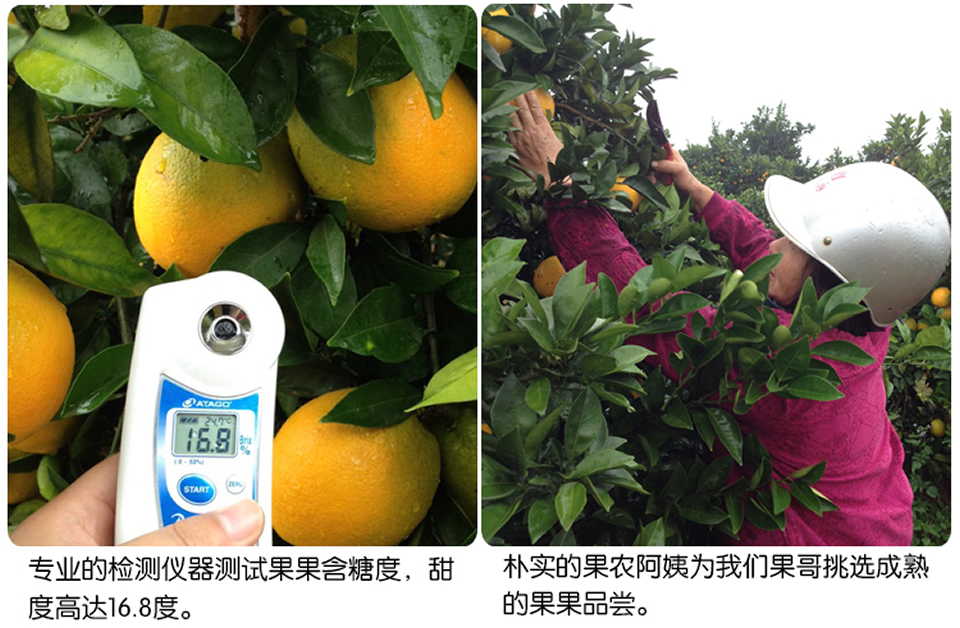 ATAGO
24.7℃
16.8
Brix
%
(0-53%)
START
ZERO
专业的检测仪器测试果果含糖度，甜
度高达16.8度。
朴实的果农阿姨为我们果哥挑选成熟
的果果品尝。